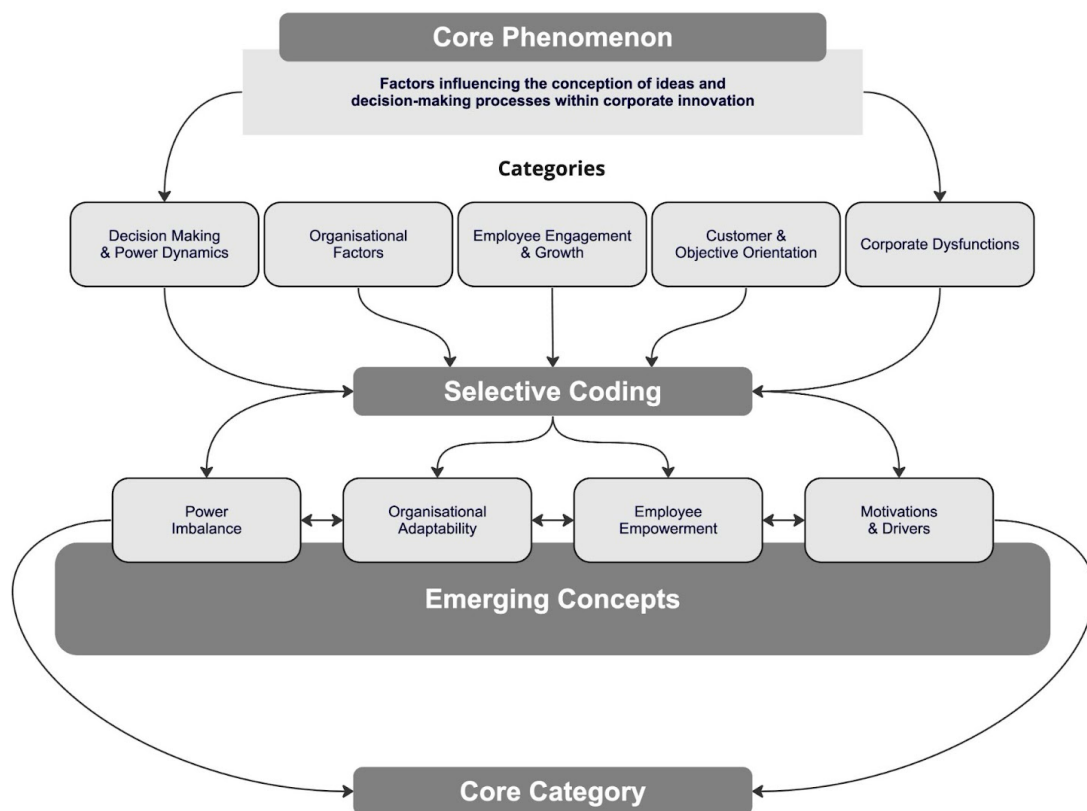 Core Phenomenon
Factors influencing the conception of ideas and
decision-making processes within corporate innovation
Categories
Decision Making
& Power Dynamics
Organisational
Factors
Employee Engagement
& Growth
Customer &
Objective Orientation
Corporate Dysfunctions
Selective Coding
Power
Imbalance
Organisational
Adaptability
Employee
Empowerment
Motivations
& Drivers
Emerging Concepts
Core Category